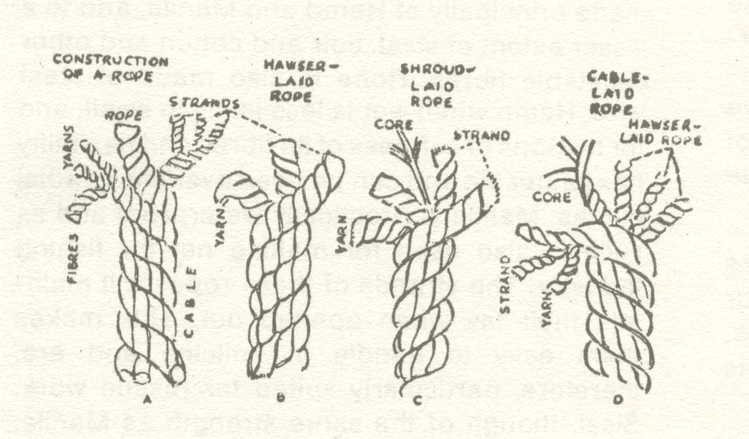 CONSTRUCTION
OF A ROPE
ROPE
STRANDS
YARNS
FIBRES
CABLE
A
HAWSER-
LAID
ROPE
YARN
B
SHROUD-
LAID
ROPE
CORE
STRAND
YARN
C
CABLE-
LAID
ROPE
HAWSER-
LAID ROPE
CORE
STRAND
YARN
D